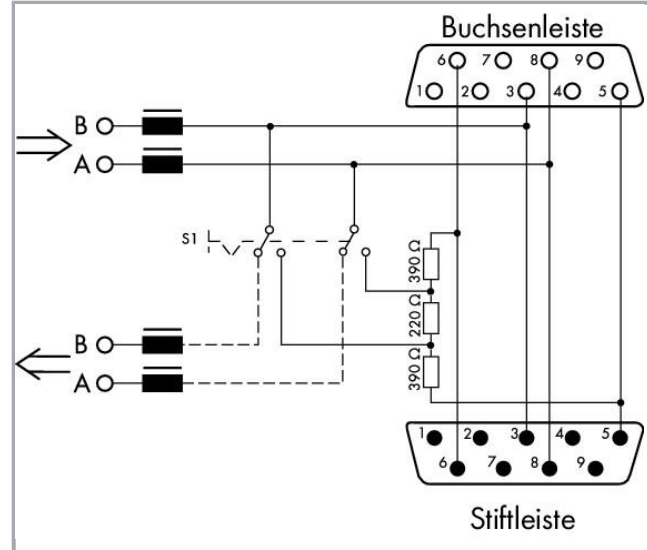 Buchsenleiste
6 7 8 9
1 2 3 4 5
B
A
S1
390 Ω
220 Ω
390 Ω
B
A
1 2 3 4 5
6 7 8 9
Stiftleiste